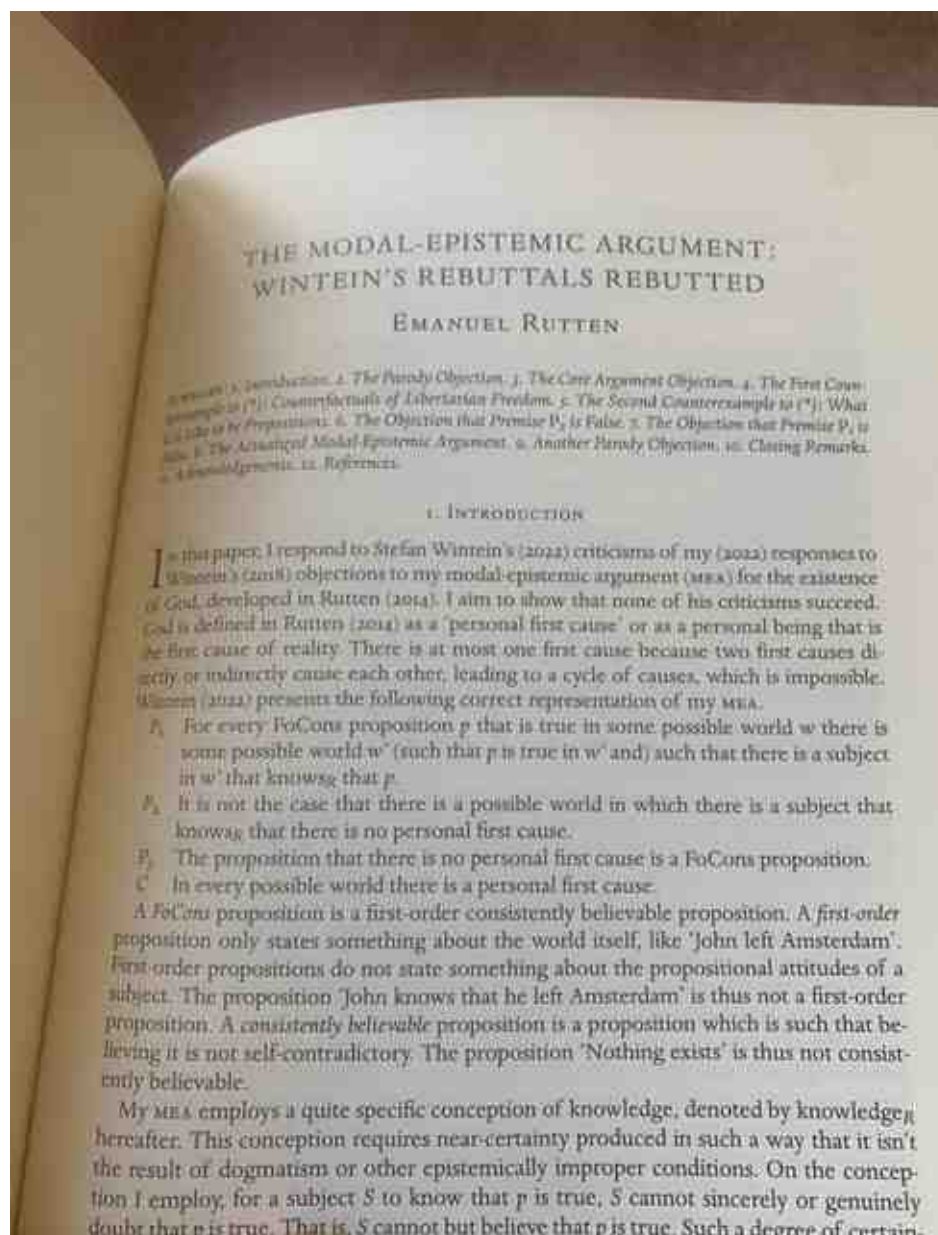 THE MODAL-EPISTEMIC ARGUMENT:
WINTEIN'S REBUTTALS REBUTTED
EMANUEL RUTTEN
1. Introduction. 2. The Parody Objection. 3. The Core Argument Objection. 4. The First Coun-
to (*): Counterfactuals of Libertarian Freedom. 5. The Second Counterexample to (*): What
to be Propositions. 6. The Objection that Premise P₃ is False. 7. The Objection that Premise is
8. The Actualized Modal-Epistemic Argument. 9. Another Parody Objection. 10. Closing Remarks.
Acknowledgements. 12. References.
1. INTRODUCTION
In this paper, I respond to Stefan Wintein's (2022) criticisms of my (2022) responses to
Wintein's (2018) objections to my modal-epistemic argument (MEA) for the existence
of God, developed in Rutten (2014). I aim to show that none of his criticisms succeed.
God is defined in Rutten (2014) as a 'personal first cause' or as a personal being that is
the first cause of reality. There is at most one first cause because two first causes di-
rectly or indirectly cause each other, leading to a cycle of causes, which is impossible.
Wintein (2022) presents the following correct representation of my MEA.
P₁ For every FoCons proposition p that is true in some possible world w there is
some possible world w' (such that p is true in w' and) such that there is a subject
in w' that knows_R that p.
P₂ It is not the case that there is a possible world in which there is a subject that
knows_R that there is no personal first cause.
P₃ The proposition that there is no personal first cause is a FoCons proposition.
C In every possible world there is a personal first cause.
A FoCons proposition is a first-order consistently believable proposition. A first-order
proposition only states something about the world itself, like 'John left Amsterdam'.
First-order propositions do not state something about the propositional attitudes of a
subject. The proposition 'John knows that he left Amsterdam' is thus not a first-order
proposition. A consistently believable proposition is a proposition which is such that be-
lieving it is not self-contradictory. The proposition 'Nothing exists' is thus not consist-
ently believable.
My MEA employs a quite specific conception of knowledge, denoted by knowledge_R
hereafter. This conception requires near-certainty produced in such a way that it isn't
the result of dogmatism or other epistemically improper conditions. On the concep-
tion I employ, for a subject S to know that p is true, S cannot sincerely or genuinely
doubt that p is true. That is, S cannot but believe that p is true. Such a degree of certain-